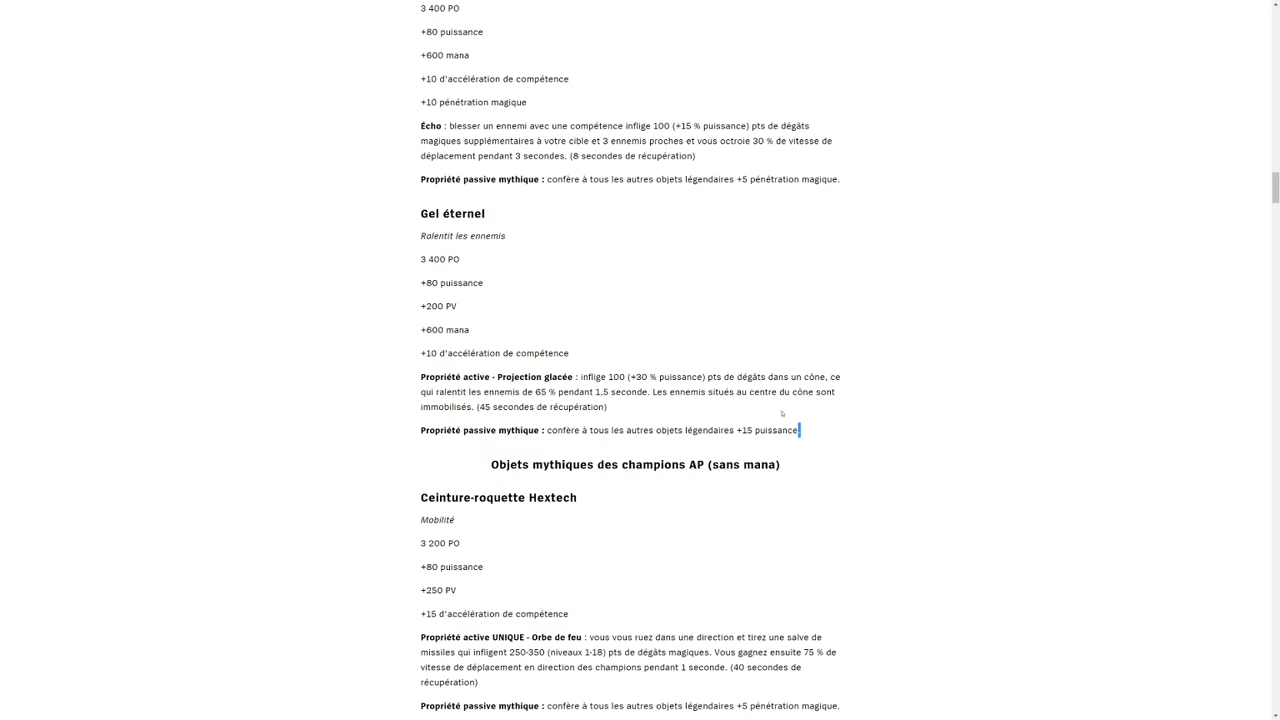 3 400 PO
+80 puissance
+600 mana
+10 d'accélération de compétence
+10 pénétration magique
Écho : blesser un ennemi avec une compétence inflige 100 (+15 % puissance) pts de dégâts
magiques supplémentaires à votre cible et 3 ennemis proches et vous octroie 30 % de vitesse de
déplacement pendant 3 secondes. (8 secondes de récupération)
Propriété passive mythique : confère à tous les autres objets légendaires +5 pénétration magique.
Gel éternel
Ralentit les ennemis
3 400 PO
+80 puissance
+200 PV
+600 mana
+10 d'accélération de compétence
Propriété active - Projection glacée : inflige 100 (+30 % puissance) pts de dégâts dans un cône, ce
qui ralentit les ennemis de 65 % pendant 1,5 seconde. Les ennemis situés au centre du cône sont
immobilisés. (45 secondes de récupération)
Propriété passive mythique : confère à tous les autres objets légendaires +15 puissance.
Objets mythiques des champions AP (sans mana)
Ceinture-roquette Hextech
Mobilité
3 200 PO
+80 puissance
+250 PV
+15 d'accélération de compétence
Propriété active UNIQUE - Orbe de feu : vous vous ruez dans une direction et tirez une salve de
missiles qui infligent 250-350 (niveaux 1-18) pts de dégâts magiques. Vous gagnez ensuite 75 % de
vitesse de déplacement en direction des champions pendant 1 seconde. (40 secondes de
récupération)
Propriété passive mythique : confère à tous les autres objets légendaires +5 pénétration magique.